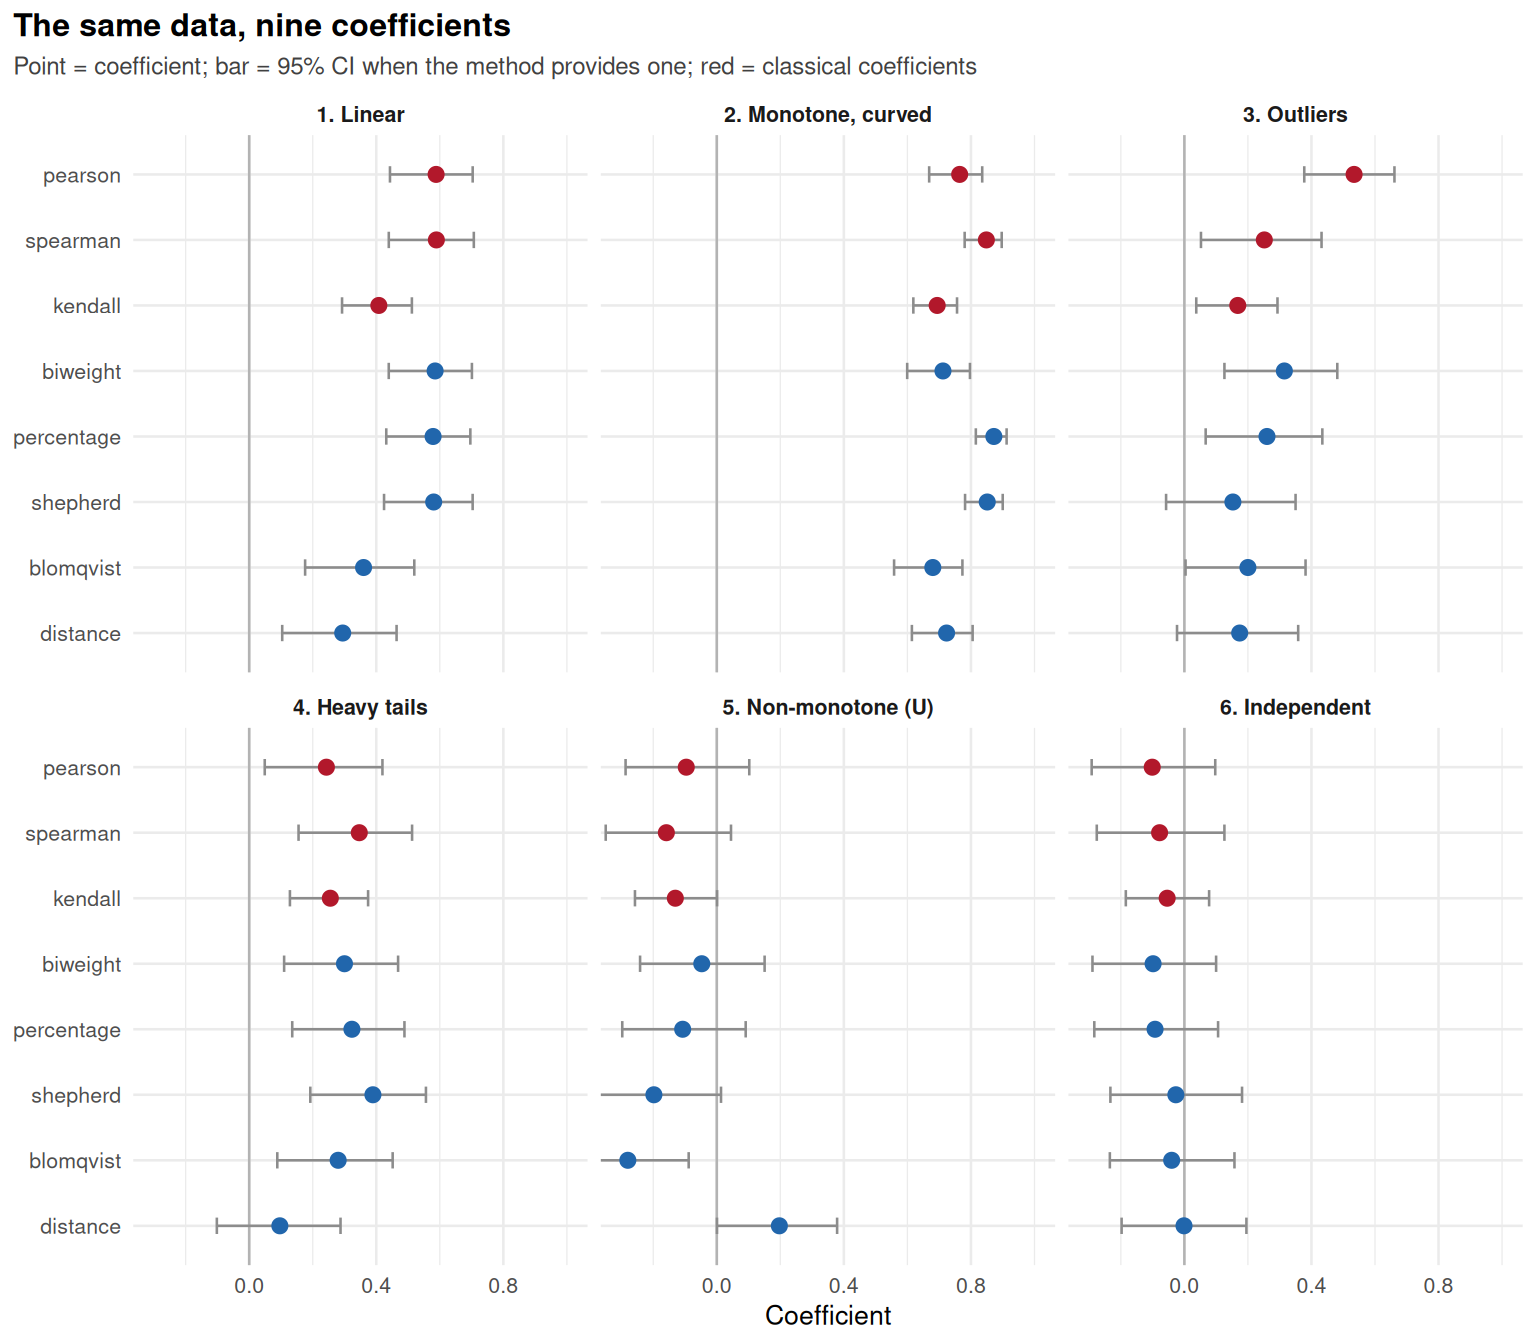 The same data, nine coefficients
Point = coefficient; bar = 95% CI when the method provides one; red = classical coefficients
1. Linear
2. Monotone, curved
3. Outliers
pearson
spearman
kendall
biweight
percentage
shepherd
blomqvist
distance
4. Heavy tails
5. Non-monotone (U)
6. Independent
pearson
spearman
kendall
biweight
percentage
shepherd
blomqvist
distance
0.0 0.4 0.8
0.0 0.4 0.8
0.0 0.4 0.8
Coefficient